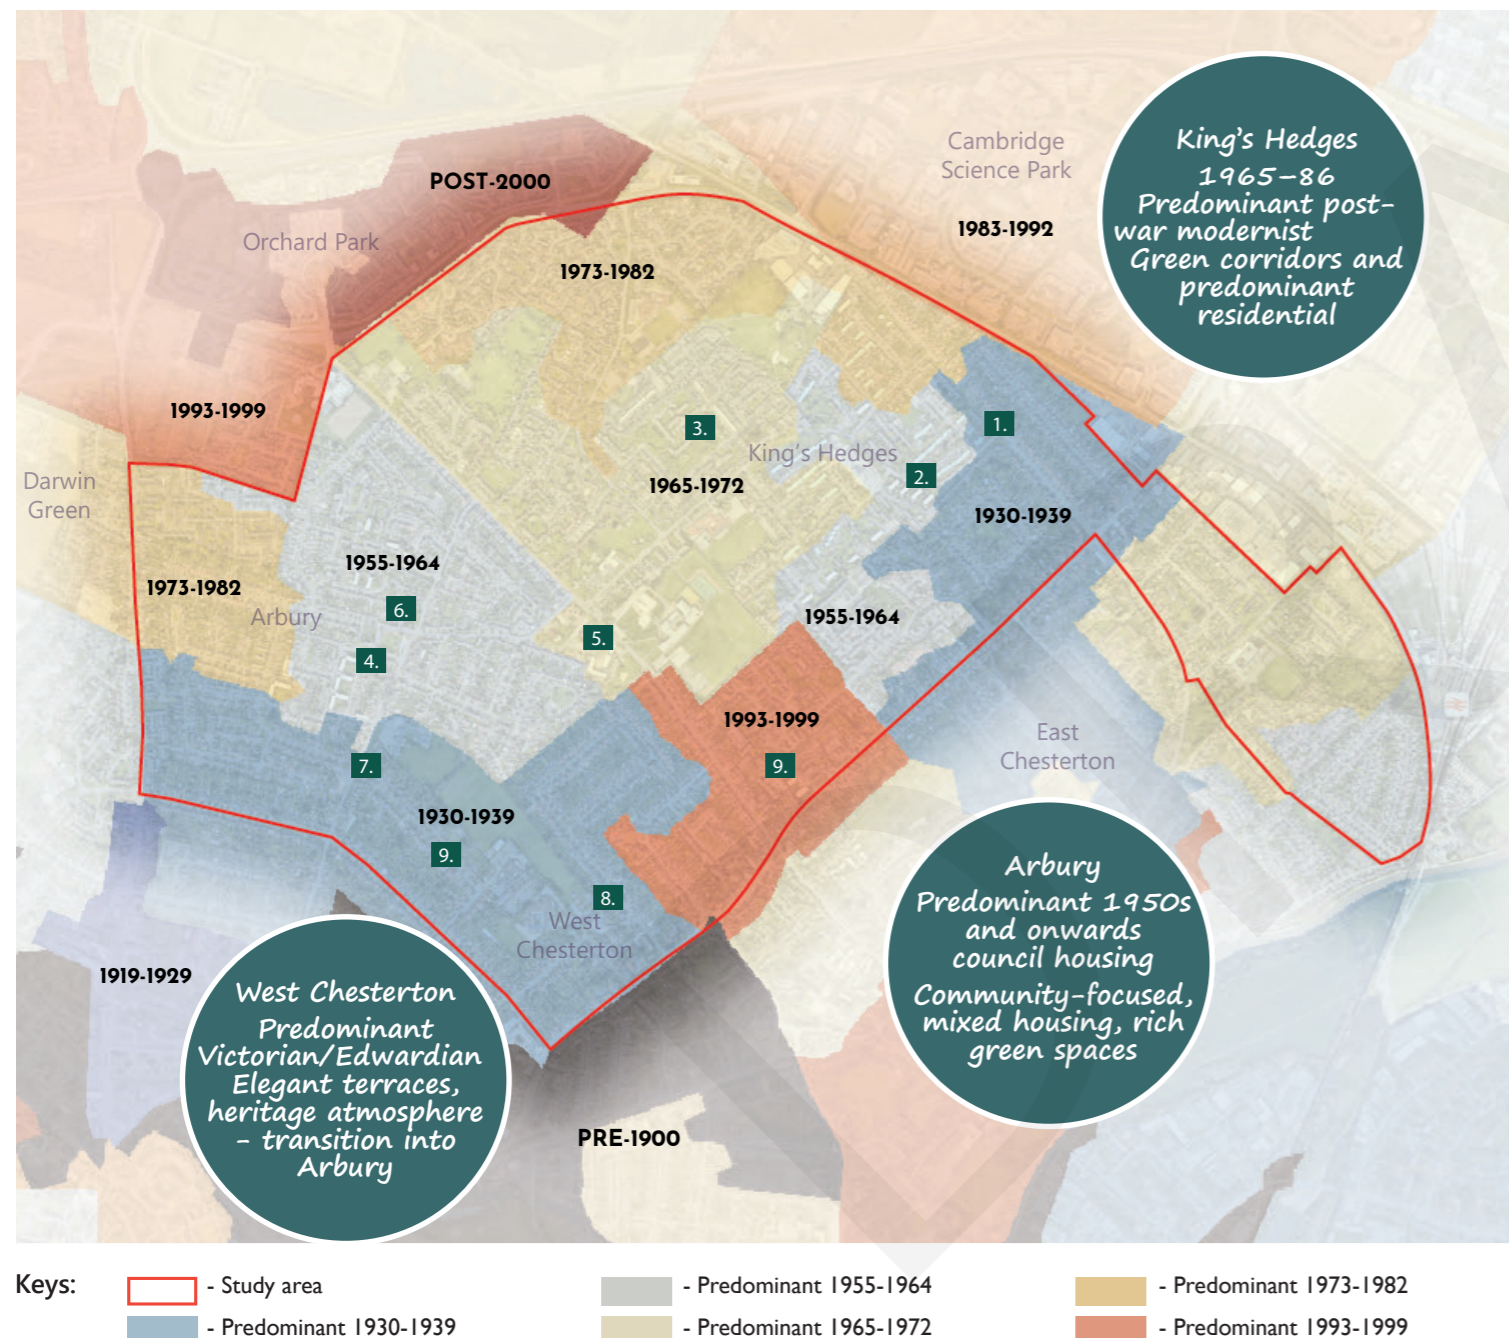 King's Hedges
1965-86
Predominant post-
war modernist
Green corridors and
predominant
residential
Cambridge
Science Park
1983-1992
POST-2000
Orchard Park
1973-1982
1993-1999
3.
1.
King's Hedges
2.
1965-1972
Darwin
Green
1930-1939
1955-1964
1973-1982
6.
Arbury
1955-1964
5.
4.
1993-1999
East
Chesterton
7.
9.
1930-1939
9.
8.
West
Chesterton
Arbury
Predominant 1950s
and onwards
council housing
Community-focused,
mixed housing, rich
green spaces
1919-1929
West Chesterton
Predominant
Victorian/Edwardian
Elegant terraces,
heritage atmosphere
- transition into
Arbury
PRE-1900
Keys:
- Study area
- Predominant 1955-1964
- Predominant 1973-1982
- Predominant 1930-1939
- Predominant 1965-1972
- Predominant 1993-1999